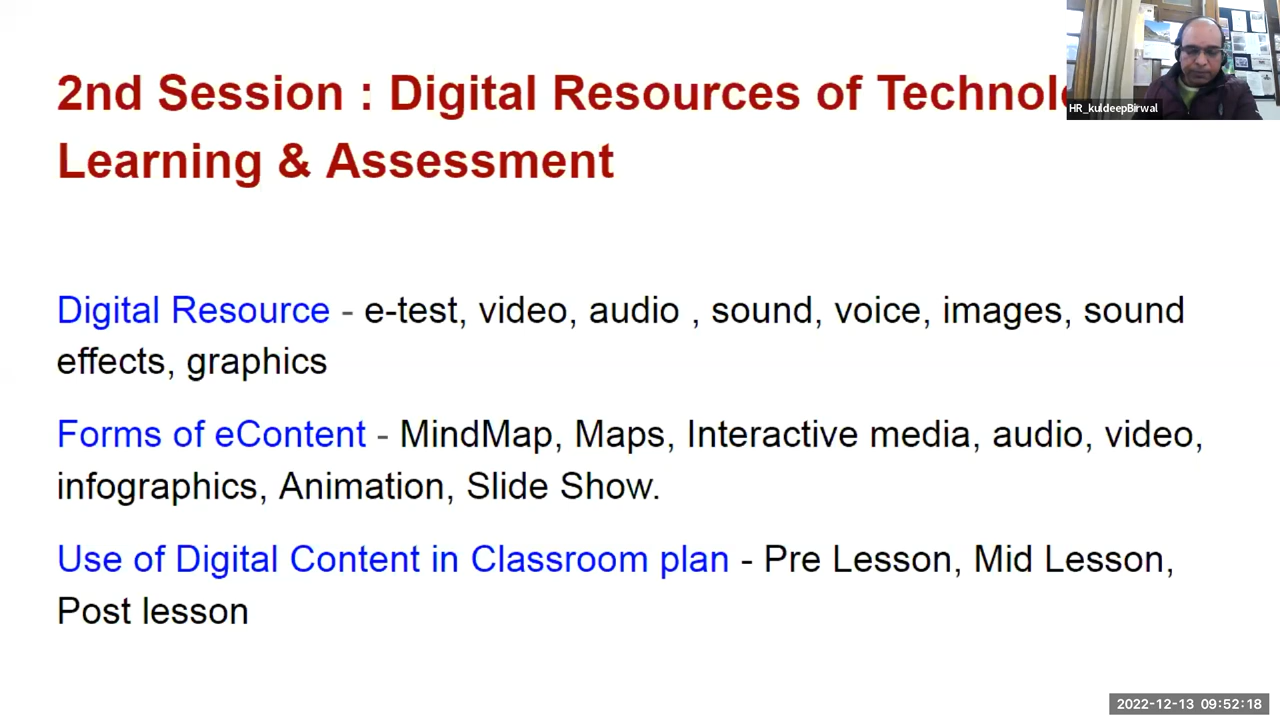 2nd Session : Digital Resources of Technol
Learning & Assessment
HR_kuldeepBirwal
Digital Resource - e-test, video, audio , sound, voice, images, sound
effects, graphics
Forms of eContent - MindMap, Maps, Interactive media, audio, video,
infographics, Animation, Slide Show.
Use of Digital Content in Classroom plan - Pre Lesson, Mid Lesson,
Post lesson
2022-12-13 09:52:18